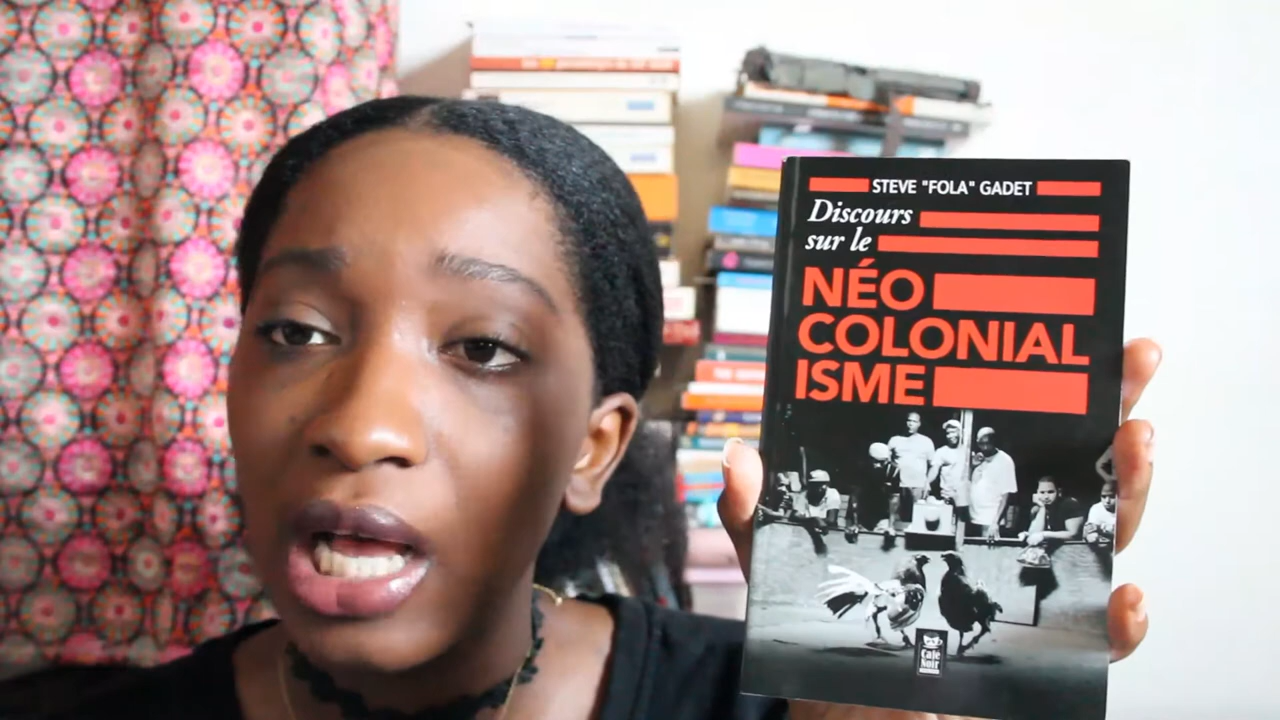 STEVE "FOLA" GADET
Discours
sur le
NÉO
COLONIAL
ISME
Café
Noir